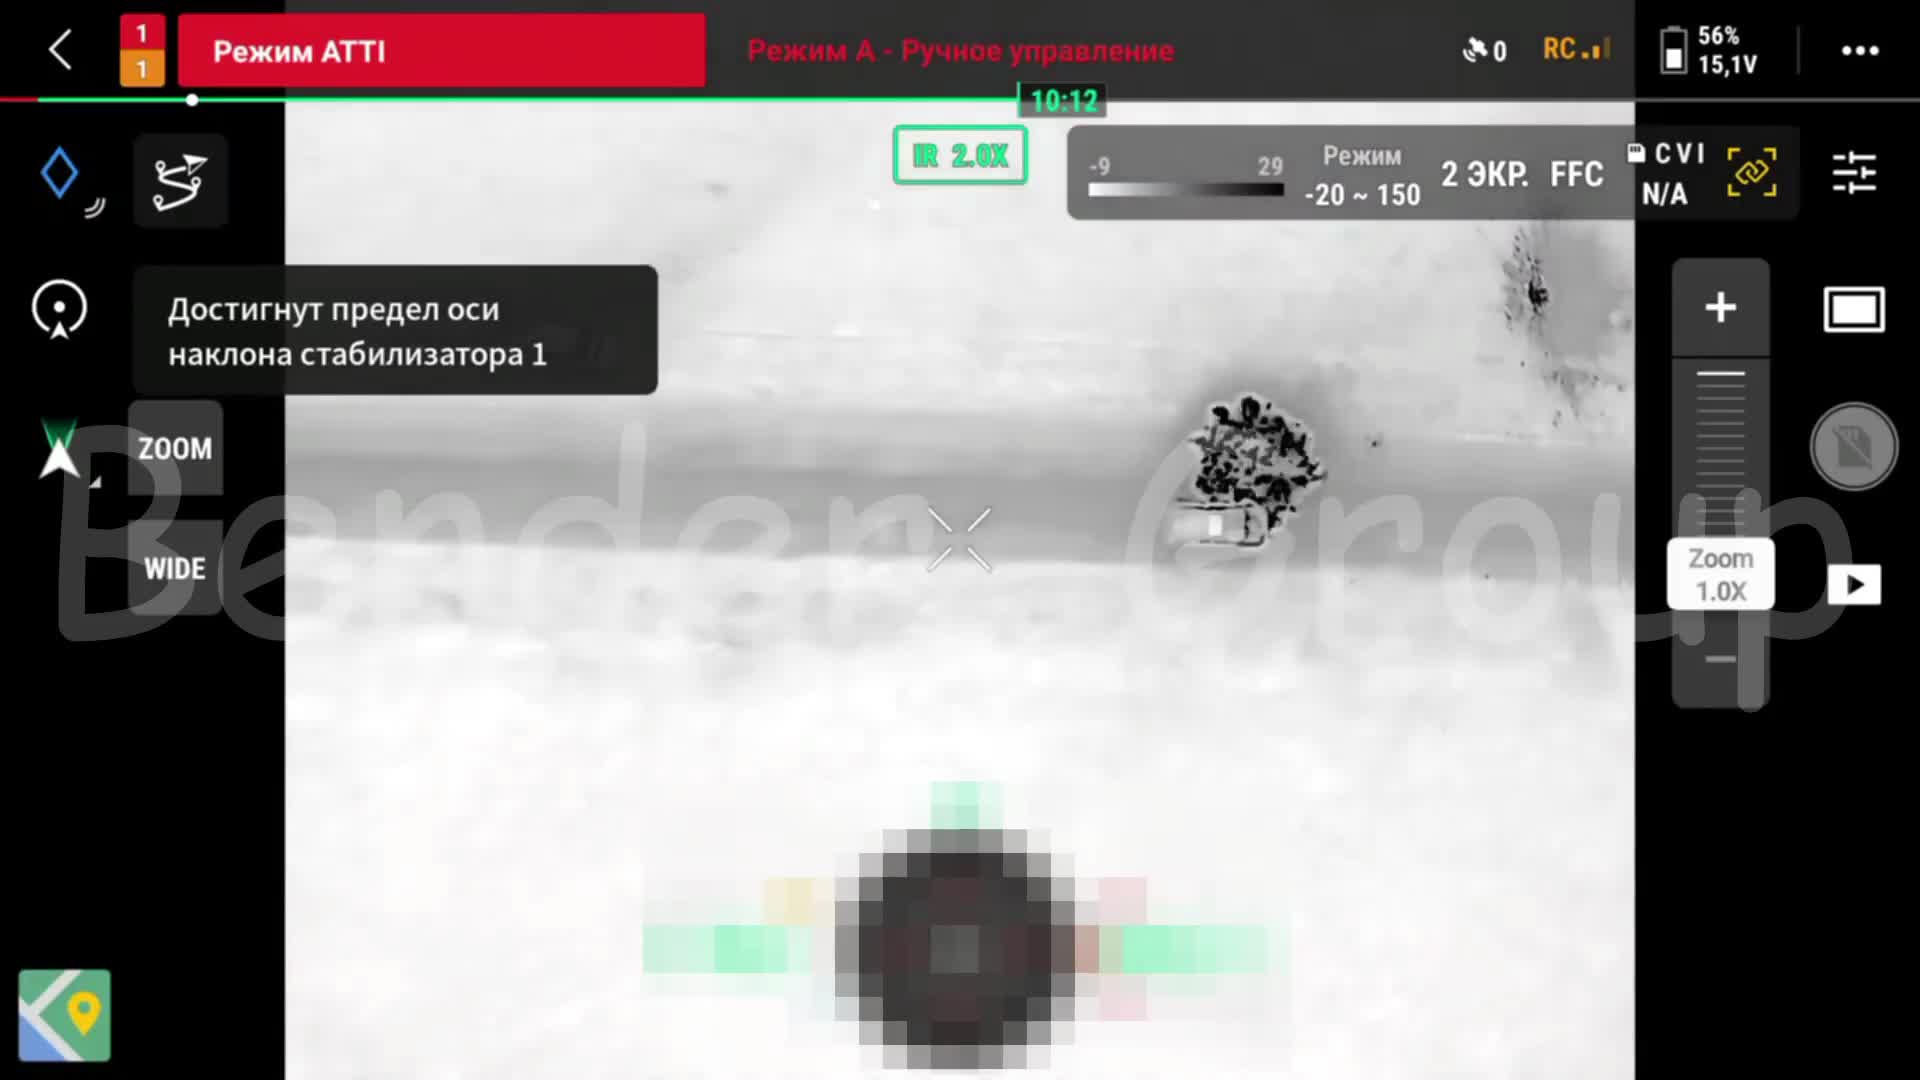 1
1
Режим ATTI
Режим А - Ручное управление
0
RC
56%
15,1V
10:12
IR 2.0X
-9
29
Режим
-20 ~ 150
2 ЭКР.
FFC
CVI
N/A
Достигнут предел оси
наклона стабилизатора 1
ZOOM
WIDE
Bender Group
Zoom
1.0X